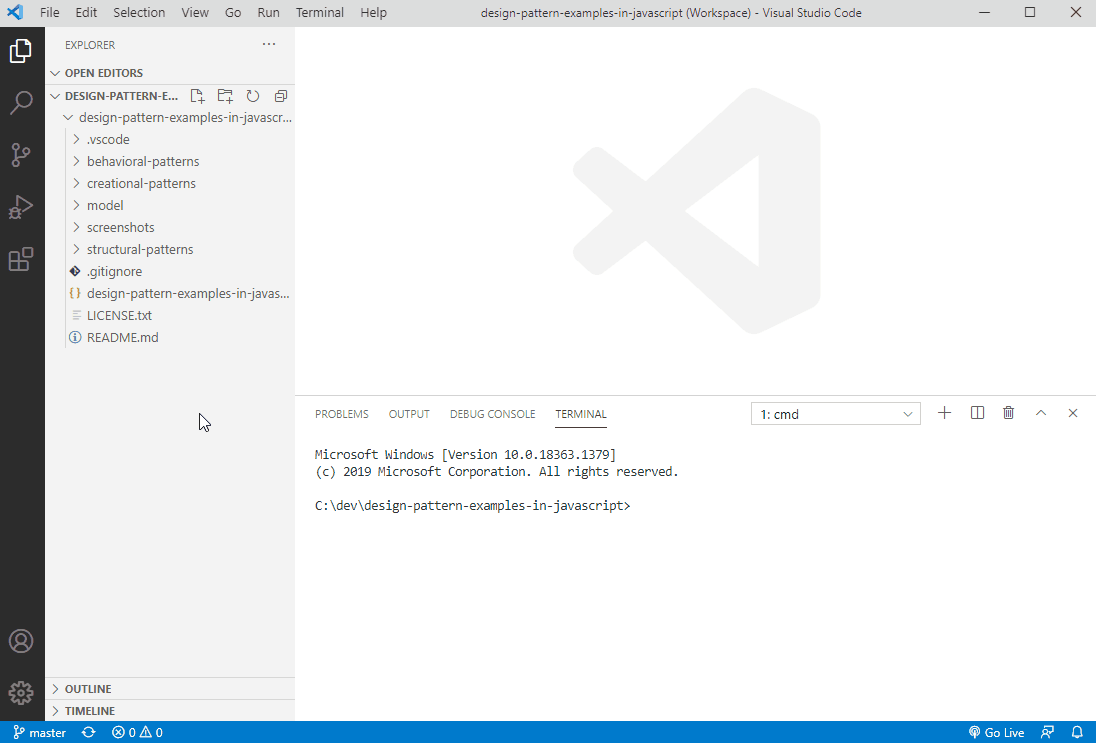 File Edit Selection View Go Run Terminal Help design-pattern-examples-in-javascript (Workspace) - Visual Studio Code
EXPLORER
OPEN EDITORS
DESIGN-PATTERN-E...
design-pattern-examples-in-javascr...
.vscode
behavioral-patterns
creational-patterns
model
screenshots
structural-patterns
.gitignore
design-pattern-examples-in-javas...
LICENSE.txt
README.md
OUTLINE
TIMELINE
PROBLEMS OUTPUT DEBUG CONSOLE TERMINAL 1: cmd
Microsoft Windows [Version 10.0.18363.1379]
(c) 2019 Microsoft Corporation. All rights reserved.
C:\dev\design-pattern-examples-in-javascript>
master 0 0 Go Live